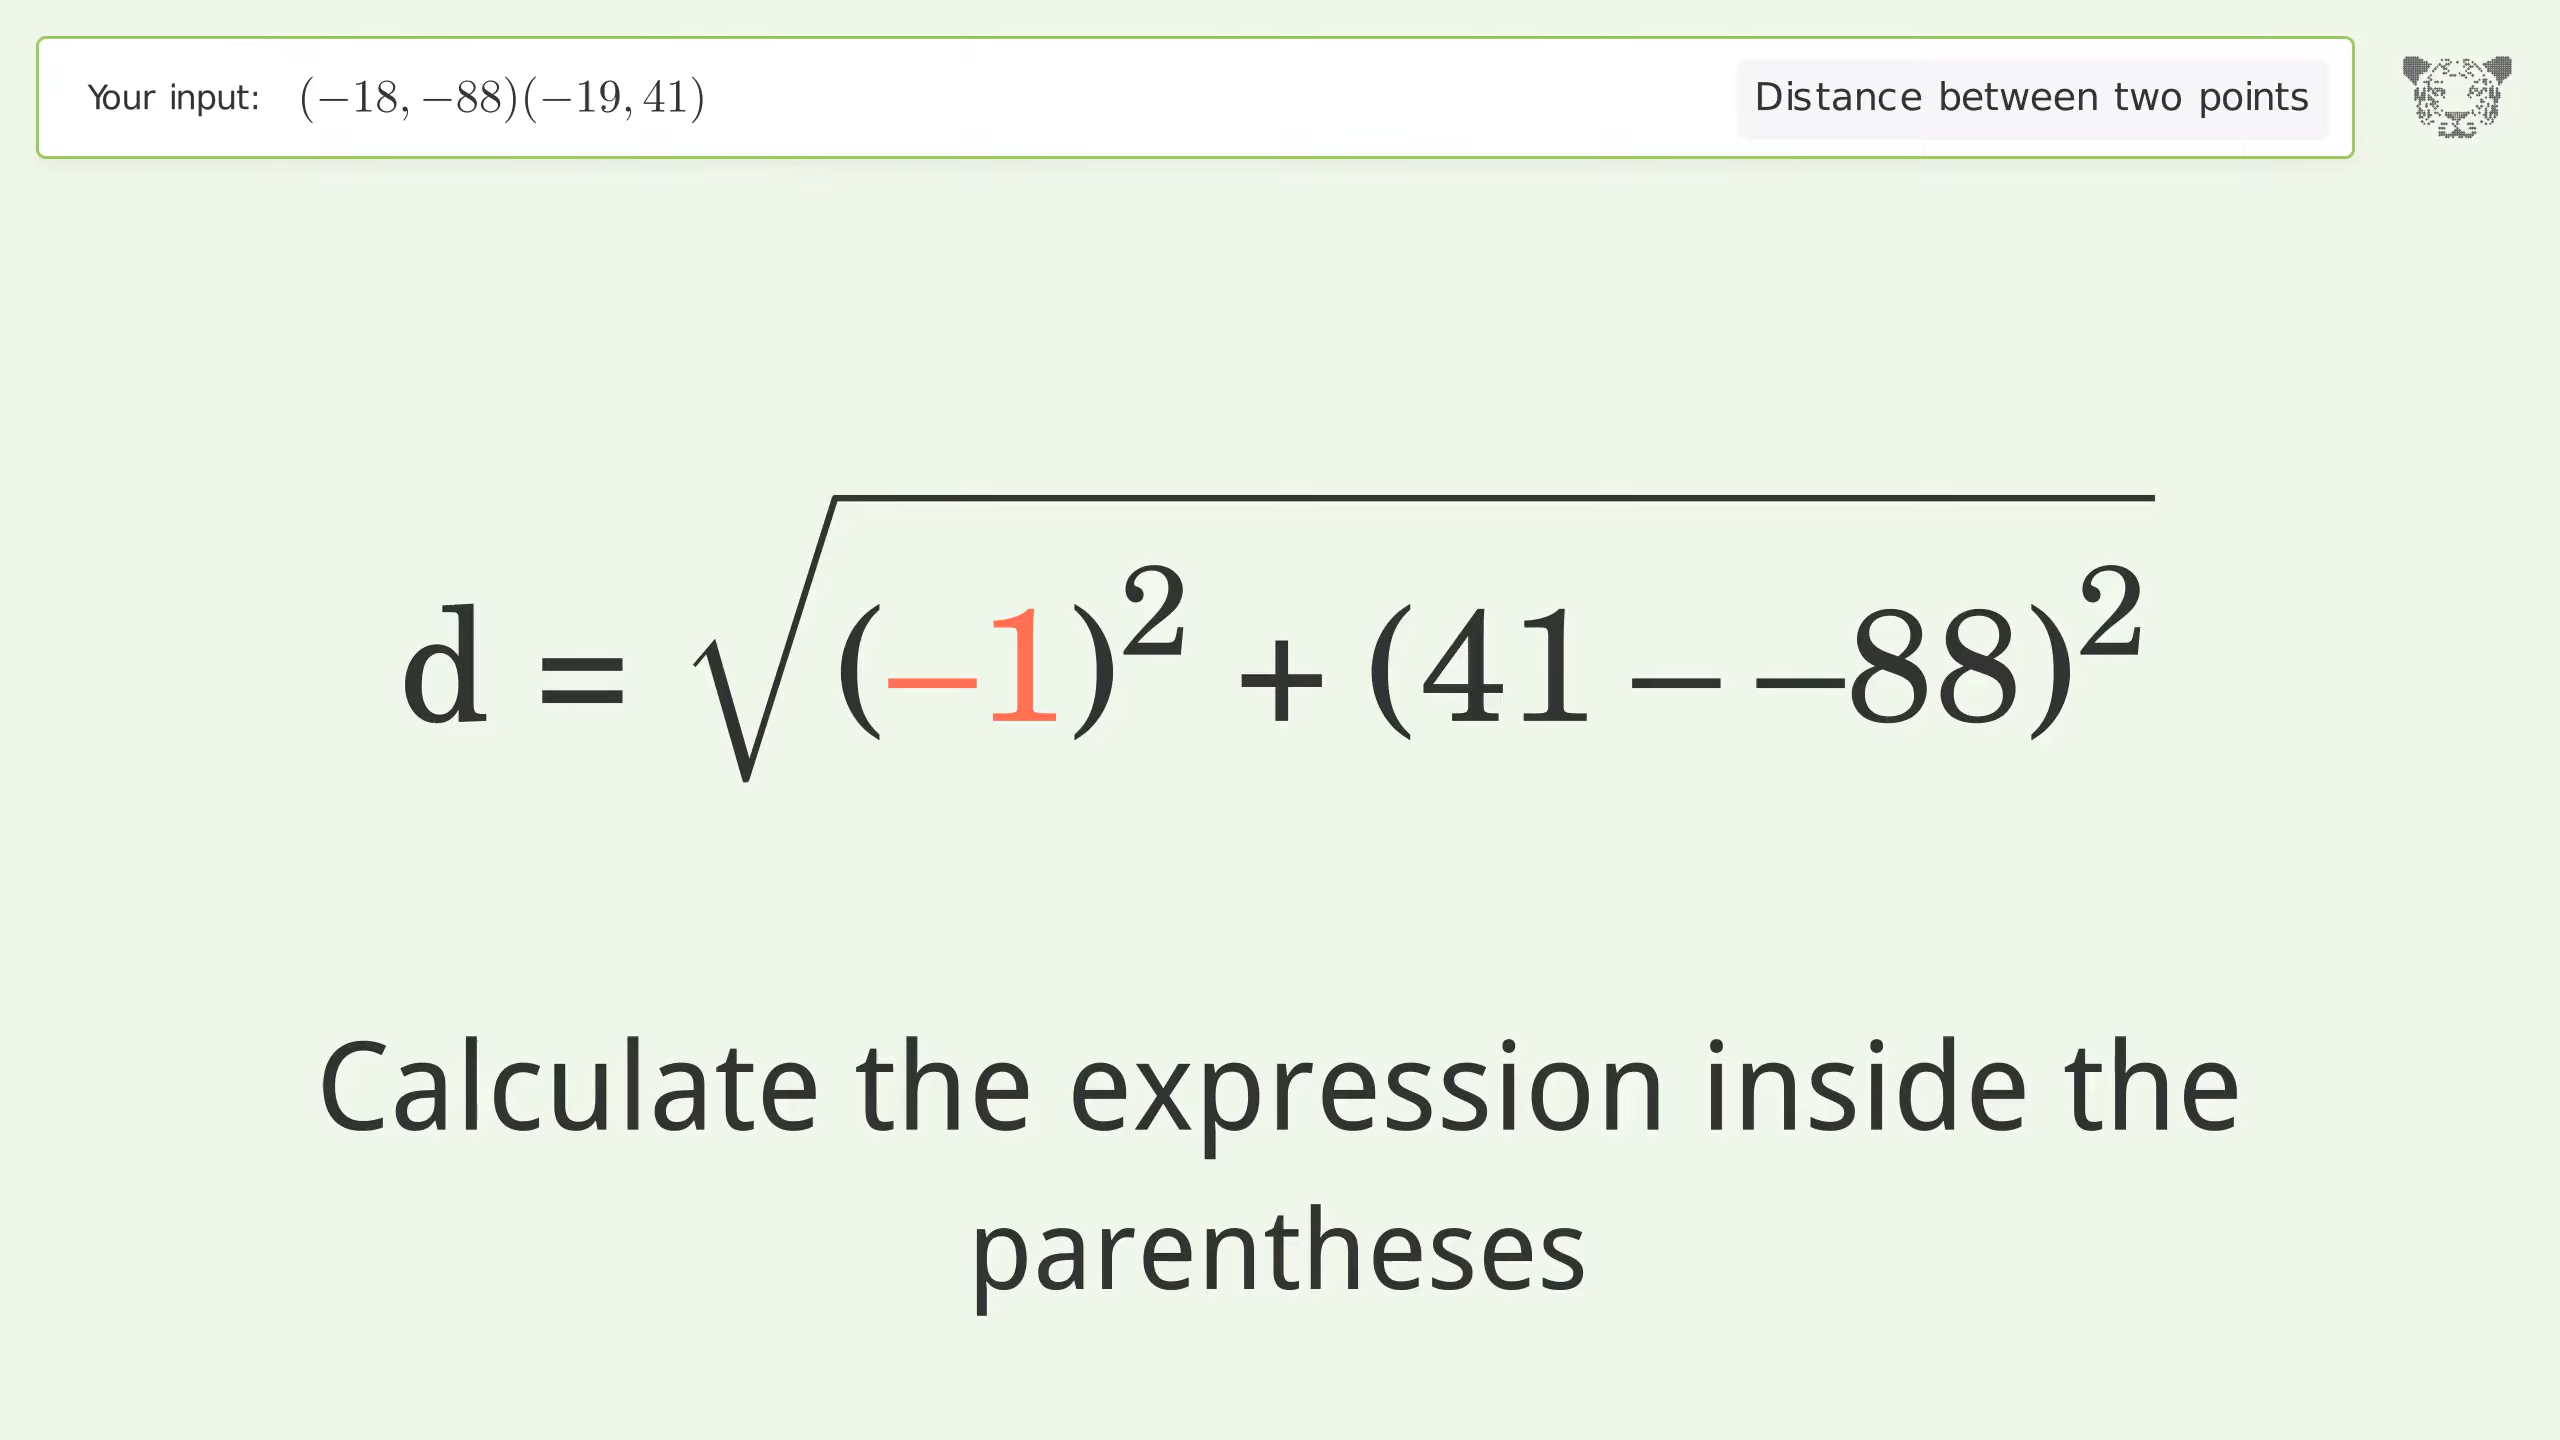 Your input: (−18, −88)(−19, 41)
Distance between two points
d = √(−1)² + (41 − −88)²
Calculate the expression inside the
parentheses